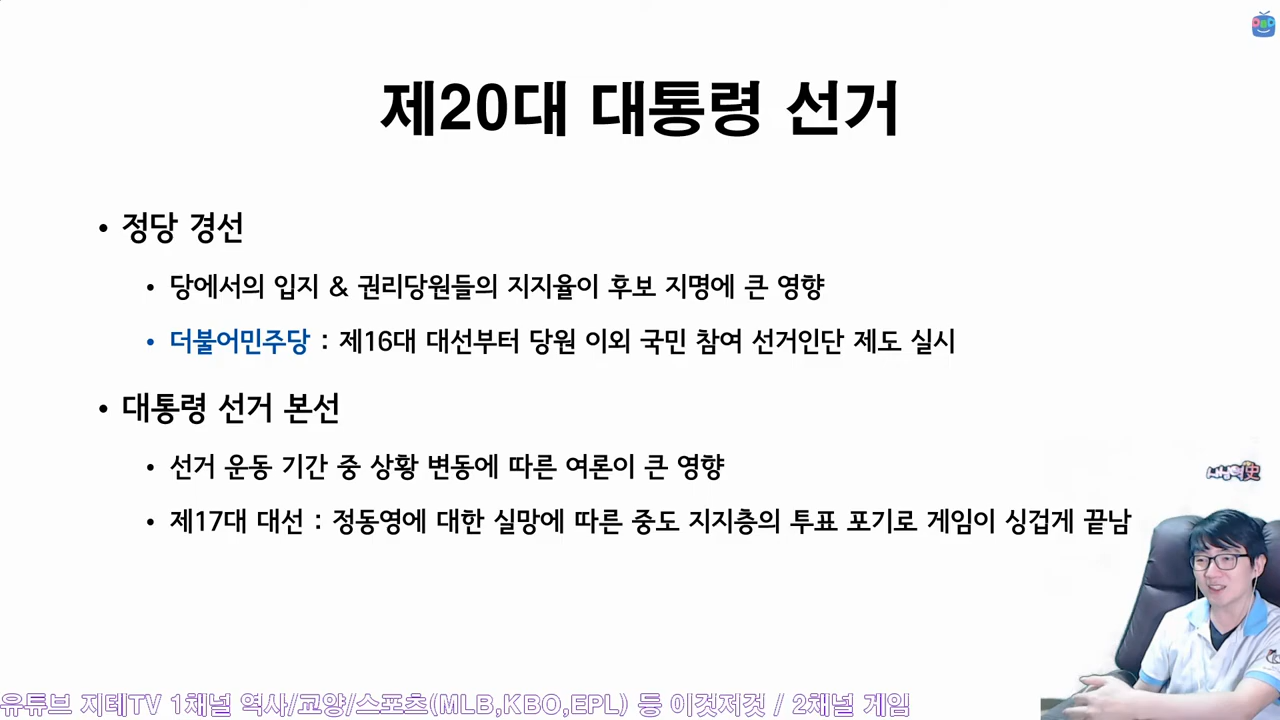 제20대 대통령 선거
• 정당 경선
• 당에서의 입지 & 권리당원들의 지지율이 후보 지명에 큰 영향
• 더불어민주당 : 제16대 대선부터 당원 이외 국민 참여 선거인단 제도 실시
• 대통령 선거 본선
• 선거 운동 기간 중 상황 변동에 따른 여론이 큰 영향
• 제17대 대선 : 정동영에 대한 실망에 따른 중도 지지층의 투표 포기로 게임이 싱겁게 끝남
유튜브 지테TV 1채널 역사/교양/스포츠(MLB,KBO,EPL) 등 이것저것 / 2채널 게임